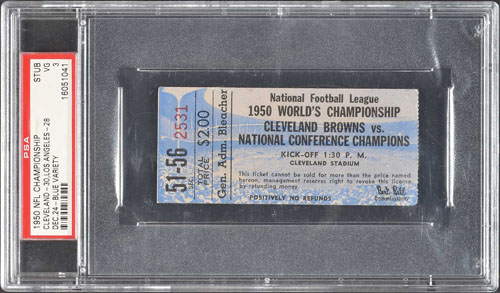 PSA
1950 NFL CHAMPIONSHIP
CLEVELAND-30, LOS ANGELES-28
DEC.24-BLUE VARIETY
STUB
VG
3
16051041
51-56 2531
TOTAL PRICE $2.00
Gen. Adm. Bleacher
National Football League
1950 WORLD'S CHAMPIONSHIP
CLEVELAND BROWNS vs.
NATIONAL CONFERENCE CHAMPIONS
KICK-OFF 1:30 P. M.
CLEVELAND STADIUM
This ticket cannot be sold for more than the price named
hereon, management reserves right to revoke this license
by refunding money.
POSITIVELY NO REFUNDS
Commissioner